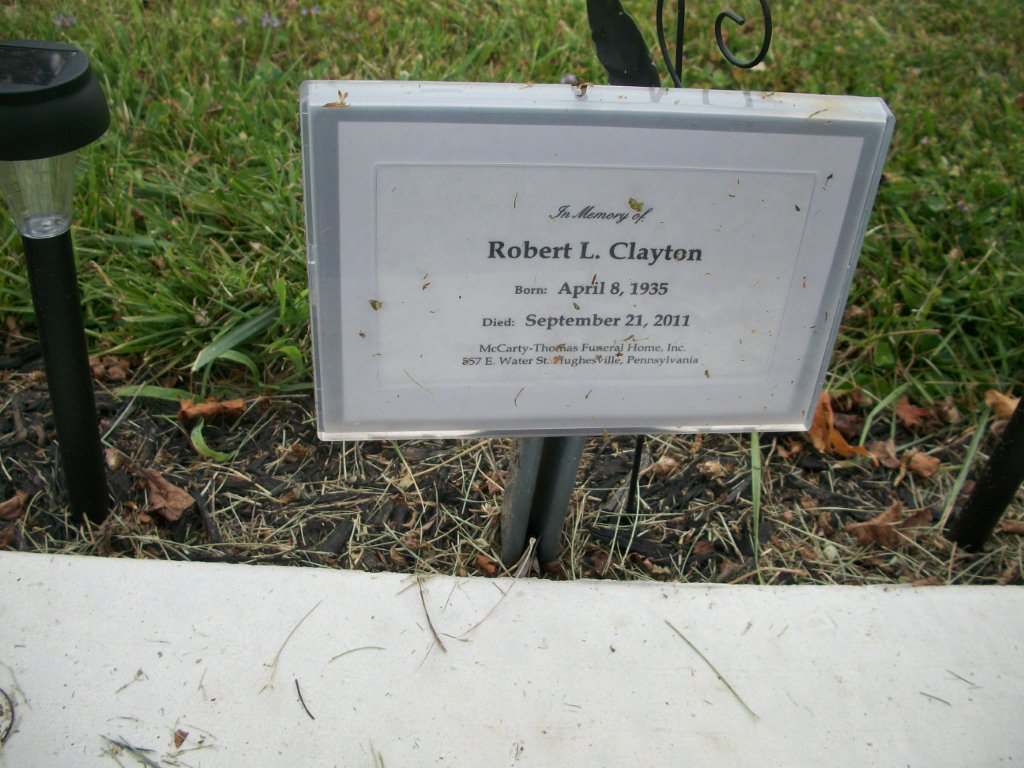 In Memory of
Robert L. Clayton
Born: April 8, 1935
Died: September 21, 2011
McCarty-Thomas Funeral Home, Inc.
557 E. Water St. Hughesville, Pennsylvania